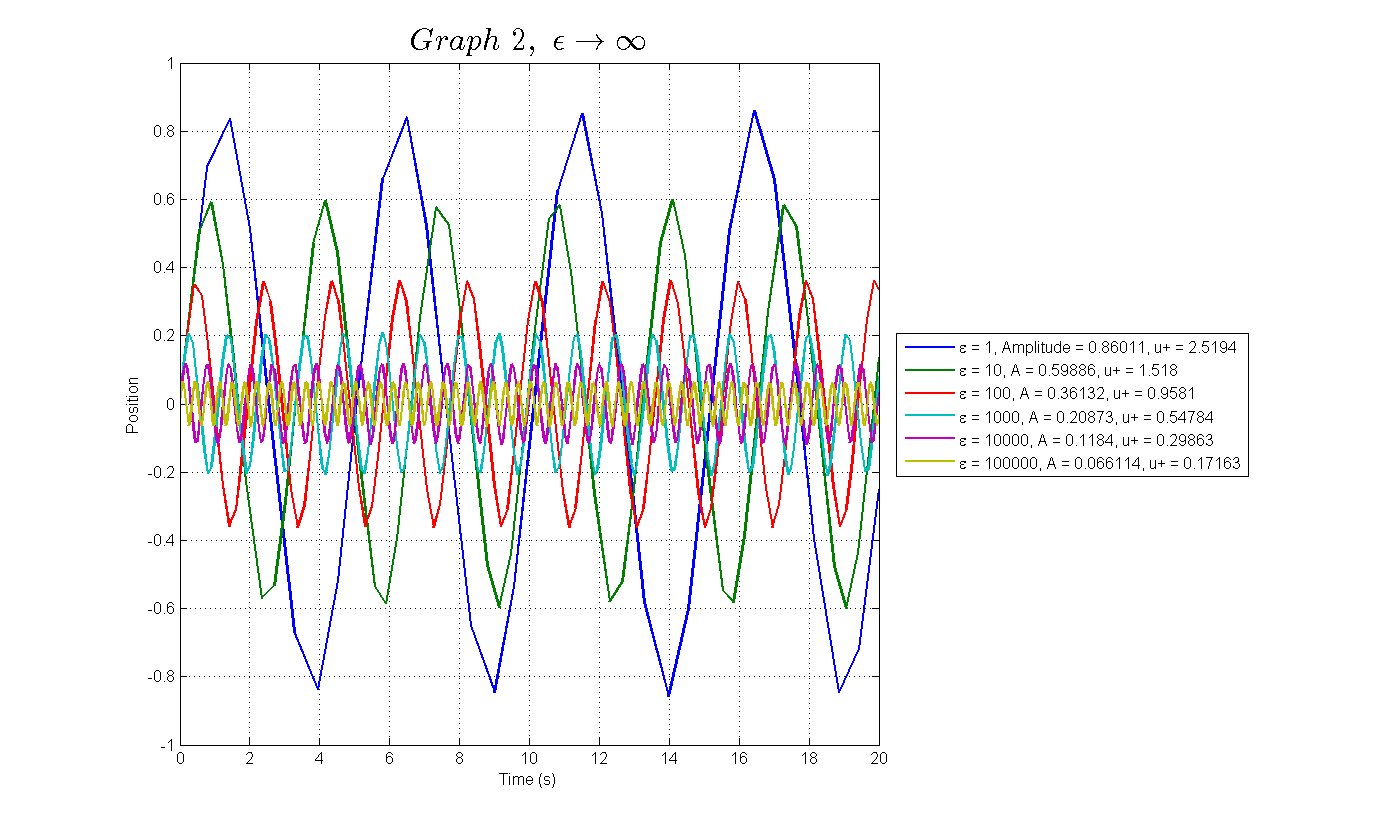 Graph 2, ϵ → ∞
1
0.8
0.6
0.4
0.2
0
-0.2
-0.4
-0.6
-0.8
-1
Position
0 2 4 6 8 10 12 14 16 18 20
Time (s)
ε = 1, Amplitude = 0.86011, u+ = 2.5194
ε = 10, A = 0.59886, u+ = 1.518
ε = 100, A = 0.36132, u+ = 0.9581
ε = 1000, A = 0.20873, u+ = 0.54784
ε = 10000, A = 0.1184, u+ = 0.29863
ε = 100000, A = 0.066114, u+ = 0.17163